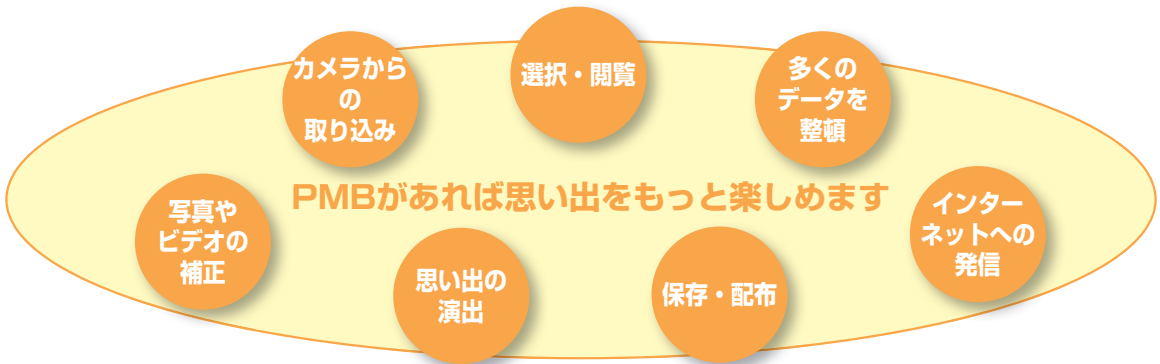 カメラから
の
取り込み
選択・閲覧
多くの
データを
整頓
PMBがあれば思い出をもっと楽しめます
写真や
ビデオの
補正
思い出の
演出
保存・配布
インター
ネットへの
発信